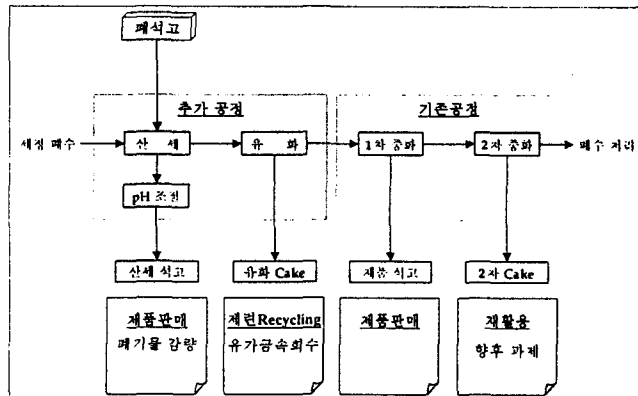 폐석고
추가 공정
기존공정
세정 폐수
산 세
유 화
1차 중화
2차 중화
폐수 처리
pH 조정
산세 석고
유화 Cake
제품 석고
2차 Cake
제품판매
폐기물 감량
제련Recycling
유가금속회수
제품판매
재활용
향후 과제